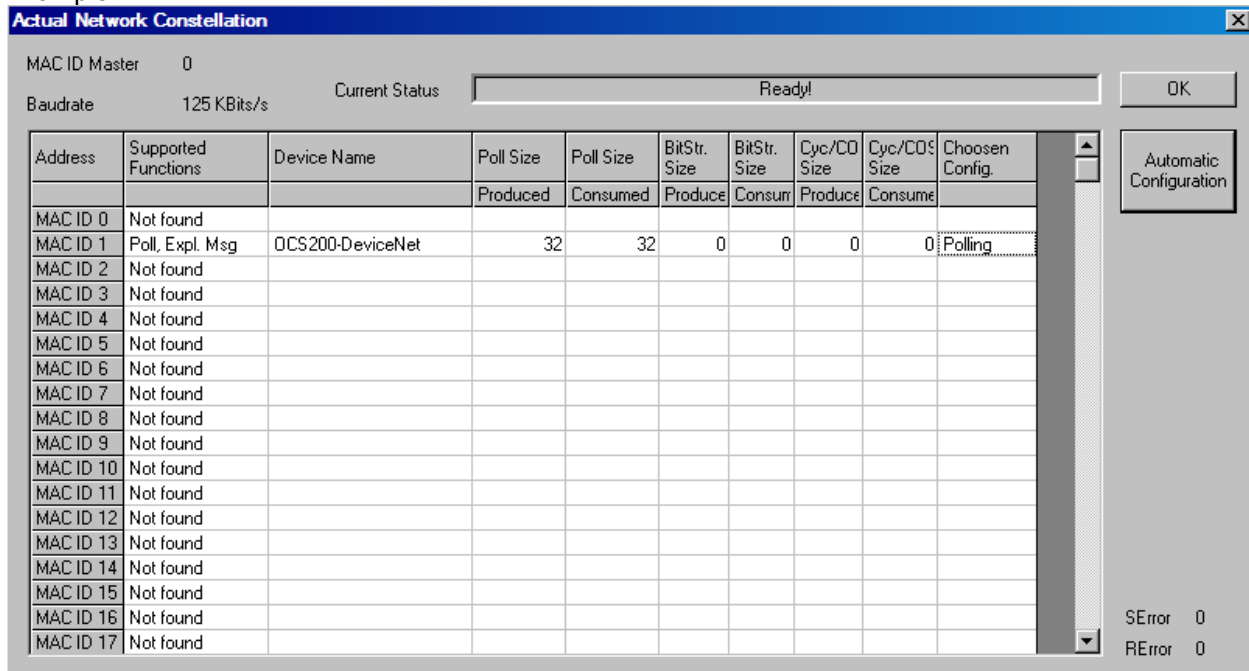 Actual Network Constellation
MAC ID Master 0
Baudrate 125 KBits/s
Current Status Ready!
OK
Automatic Configuration
Address Supported Functions Device Name Poll Size Poll Size BitStr. Size BitStr. Size Cyc/CO Size Cyc/COS Size Choosen Config.
Produced Consumed Produce Consum Produce Consume
MAC ID 0 Not found
MAC ID 1 Poll, Expl. Msg OCS200-DeviceNet 32 32 0 0 0 0 Polling
MAC ID 2 Not found
MAC ID 3 Not found
MAC ID 4 Not found
MAC ID 5 Not found
MAC ID 6 Not found
MAC ID 7 Not found
MAC ID 8 Not found
MAC ID 9 Not found
MAC ID 10 Not found
MAC ID 11 Not found
MAC ID 12 Not found
MAC ID 13 Not found
MAC ID 14 Not found
MAC ID 15 Not found
MAC ID 16 Not found
MAC ID 17 Not found
SError 0
RError 0